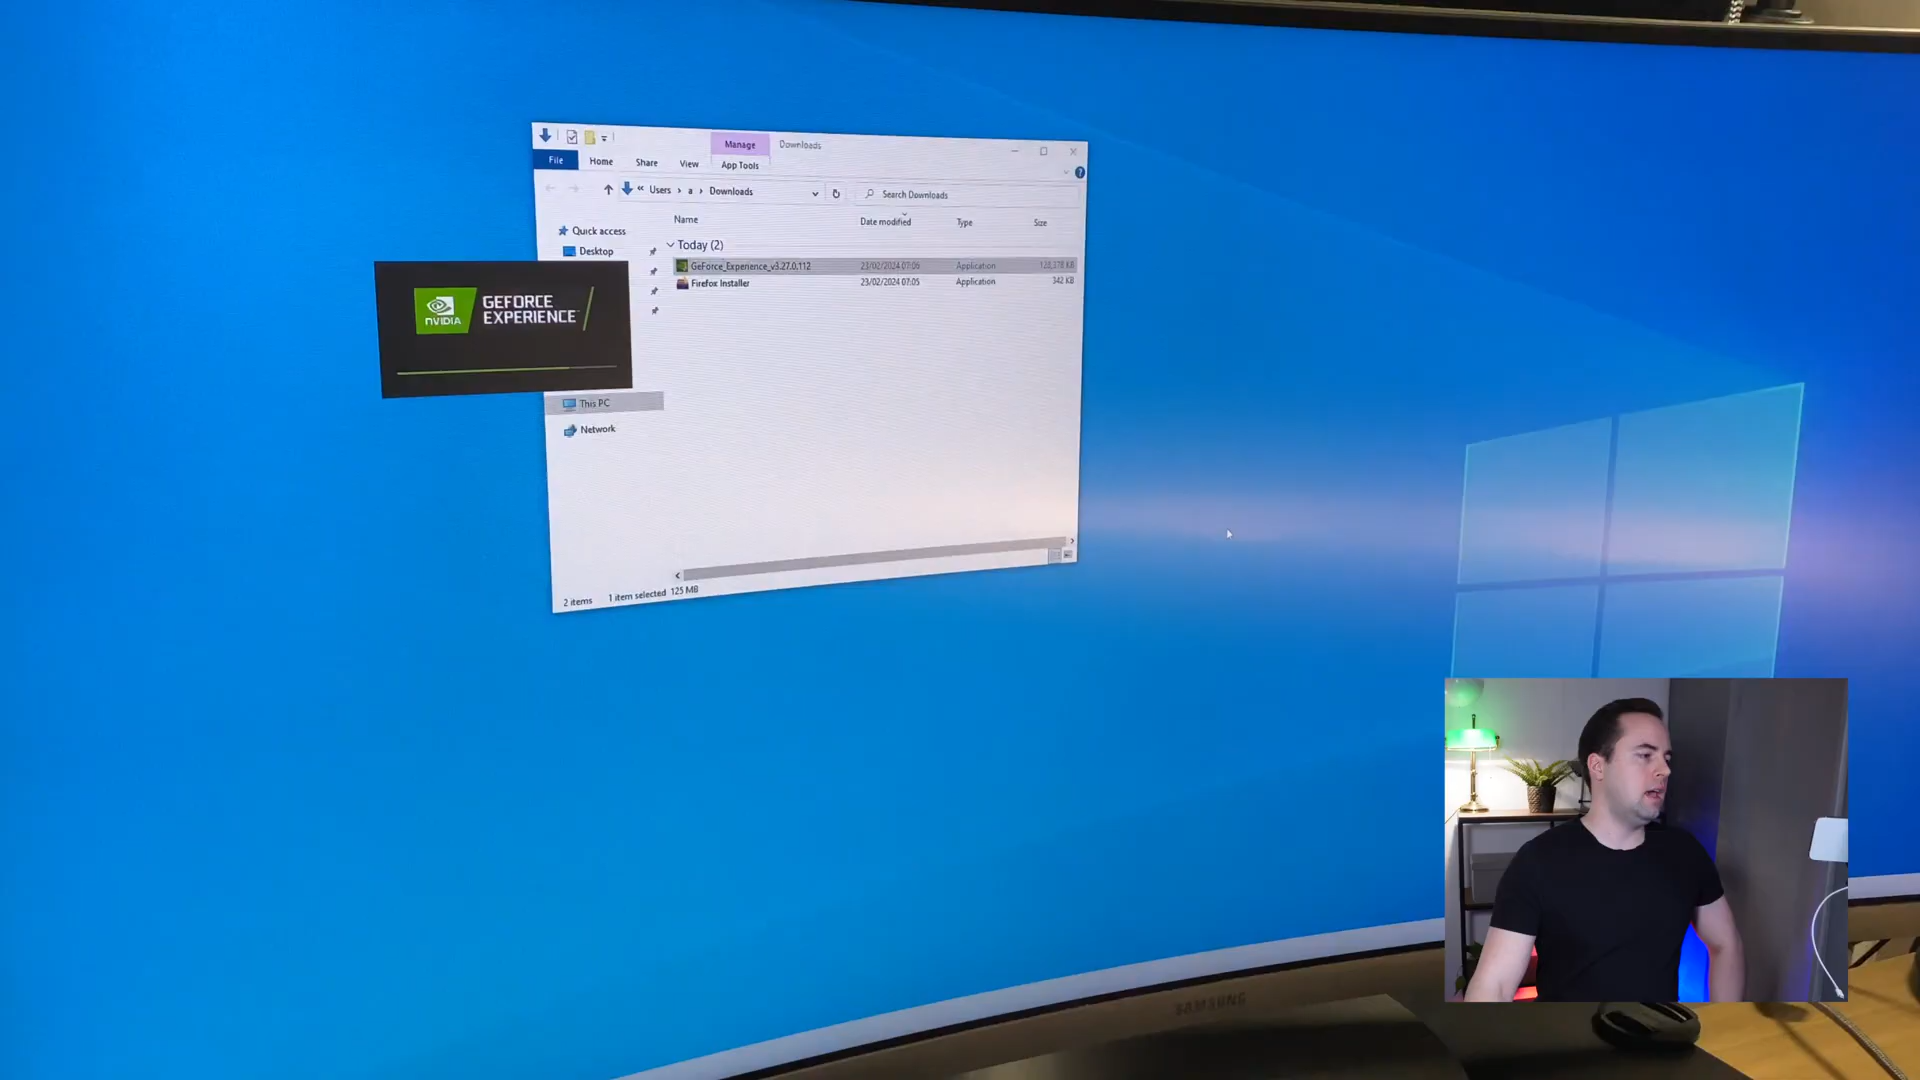 Manage
Downloads
File
Home
Share
View
App Tools
Users
a
Downloads
Search Downloads
Name
Date modified
Type
Size
Quick access
Today (2)
Desktop
GeForce_Experience_v3.27.0.112
23/02/2024 07:06
Application
Firefox Installer
23/02/2024 07:05
Application
342 KB
NVIDIA
GEFORCE
EXPERIENCE
This PC
Network
2 items
1 item selected
125 MB
SAMSUNG